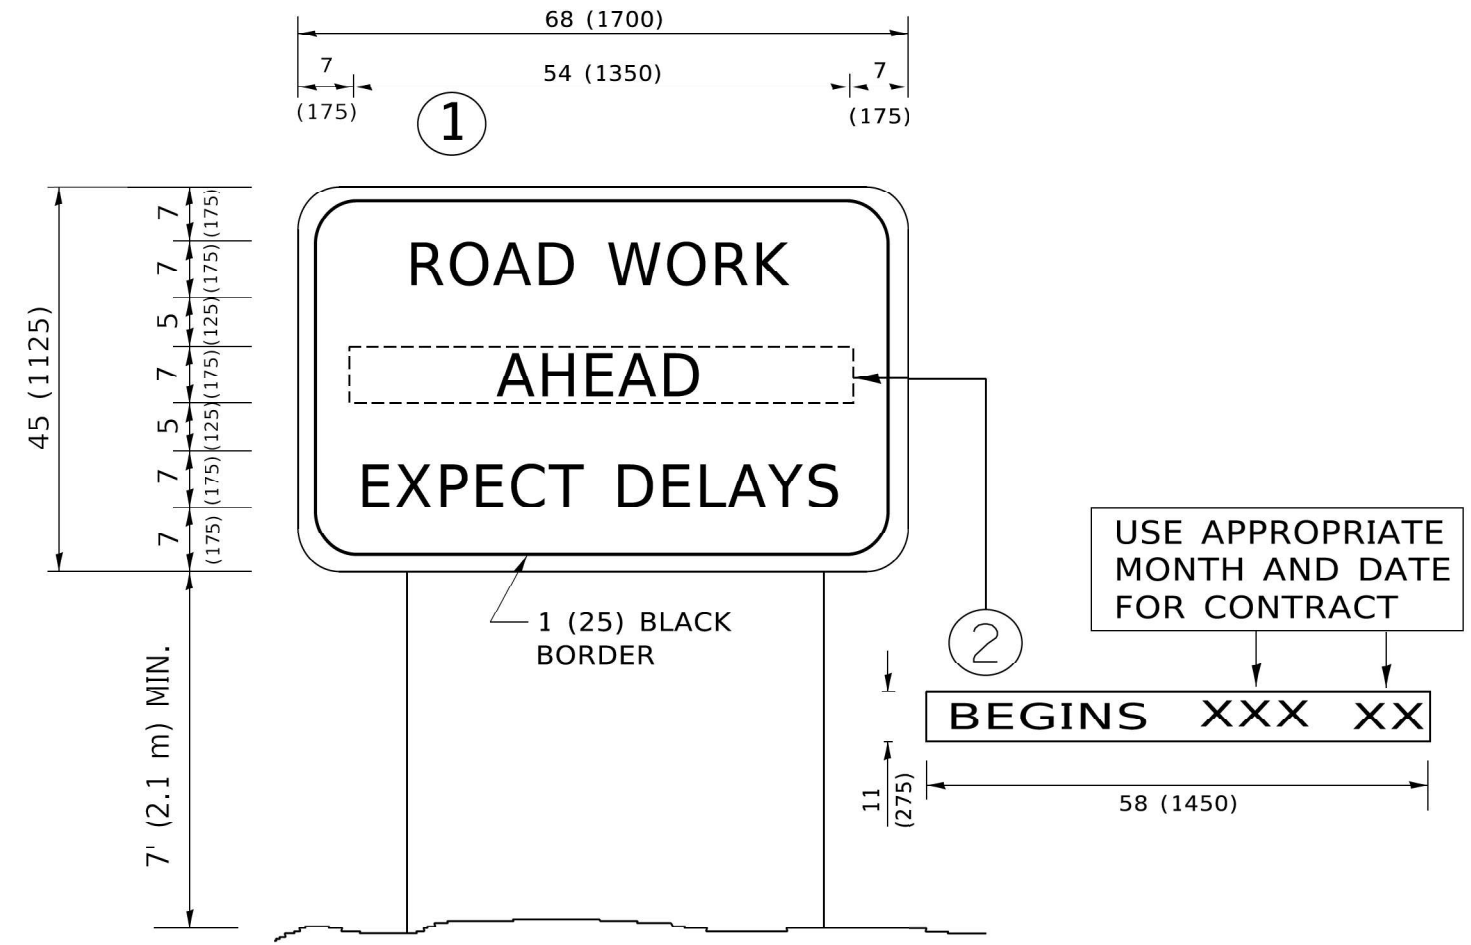 68 (1700)
7
54 (1350)
7
(175)
(175)
1
7
(175)
7
(175)
5
(125)
7
(175)
5
(125)
7
(175)
7
(175)
45 (1125)
ROAD WORK
AHEAD
EXPECT DELAYS
1 (25) BLACK
BORDER
7' (2.1 m) MIN.
2
USE APPROPRIATE
MONTH AND DATE
FOR CONTRACT
BEGINS XXX XX
11
(275)
58 (1450)